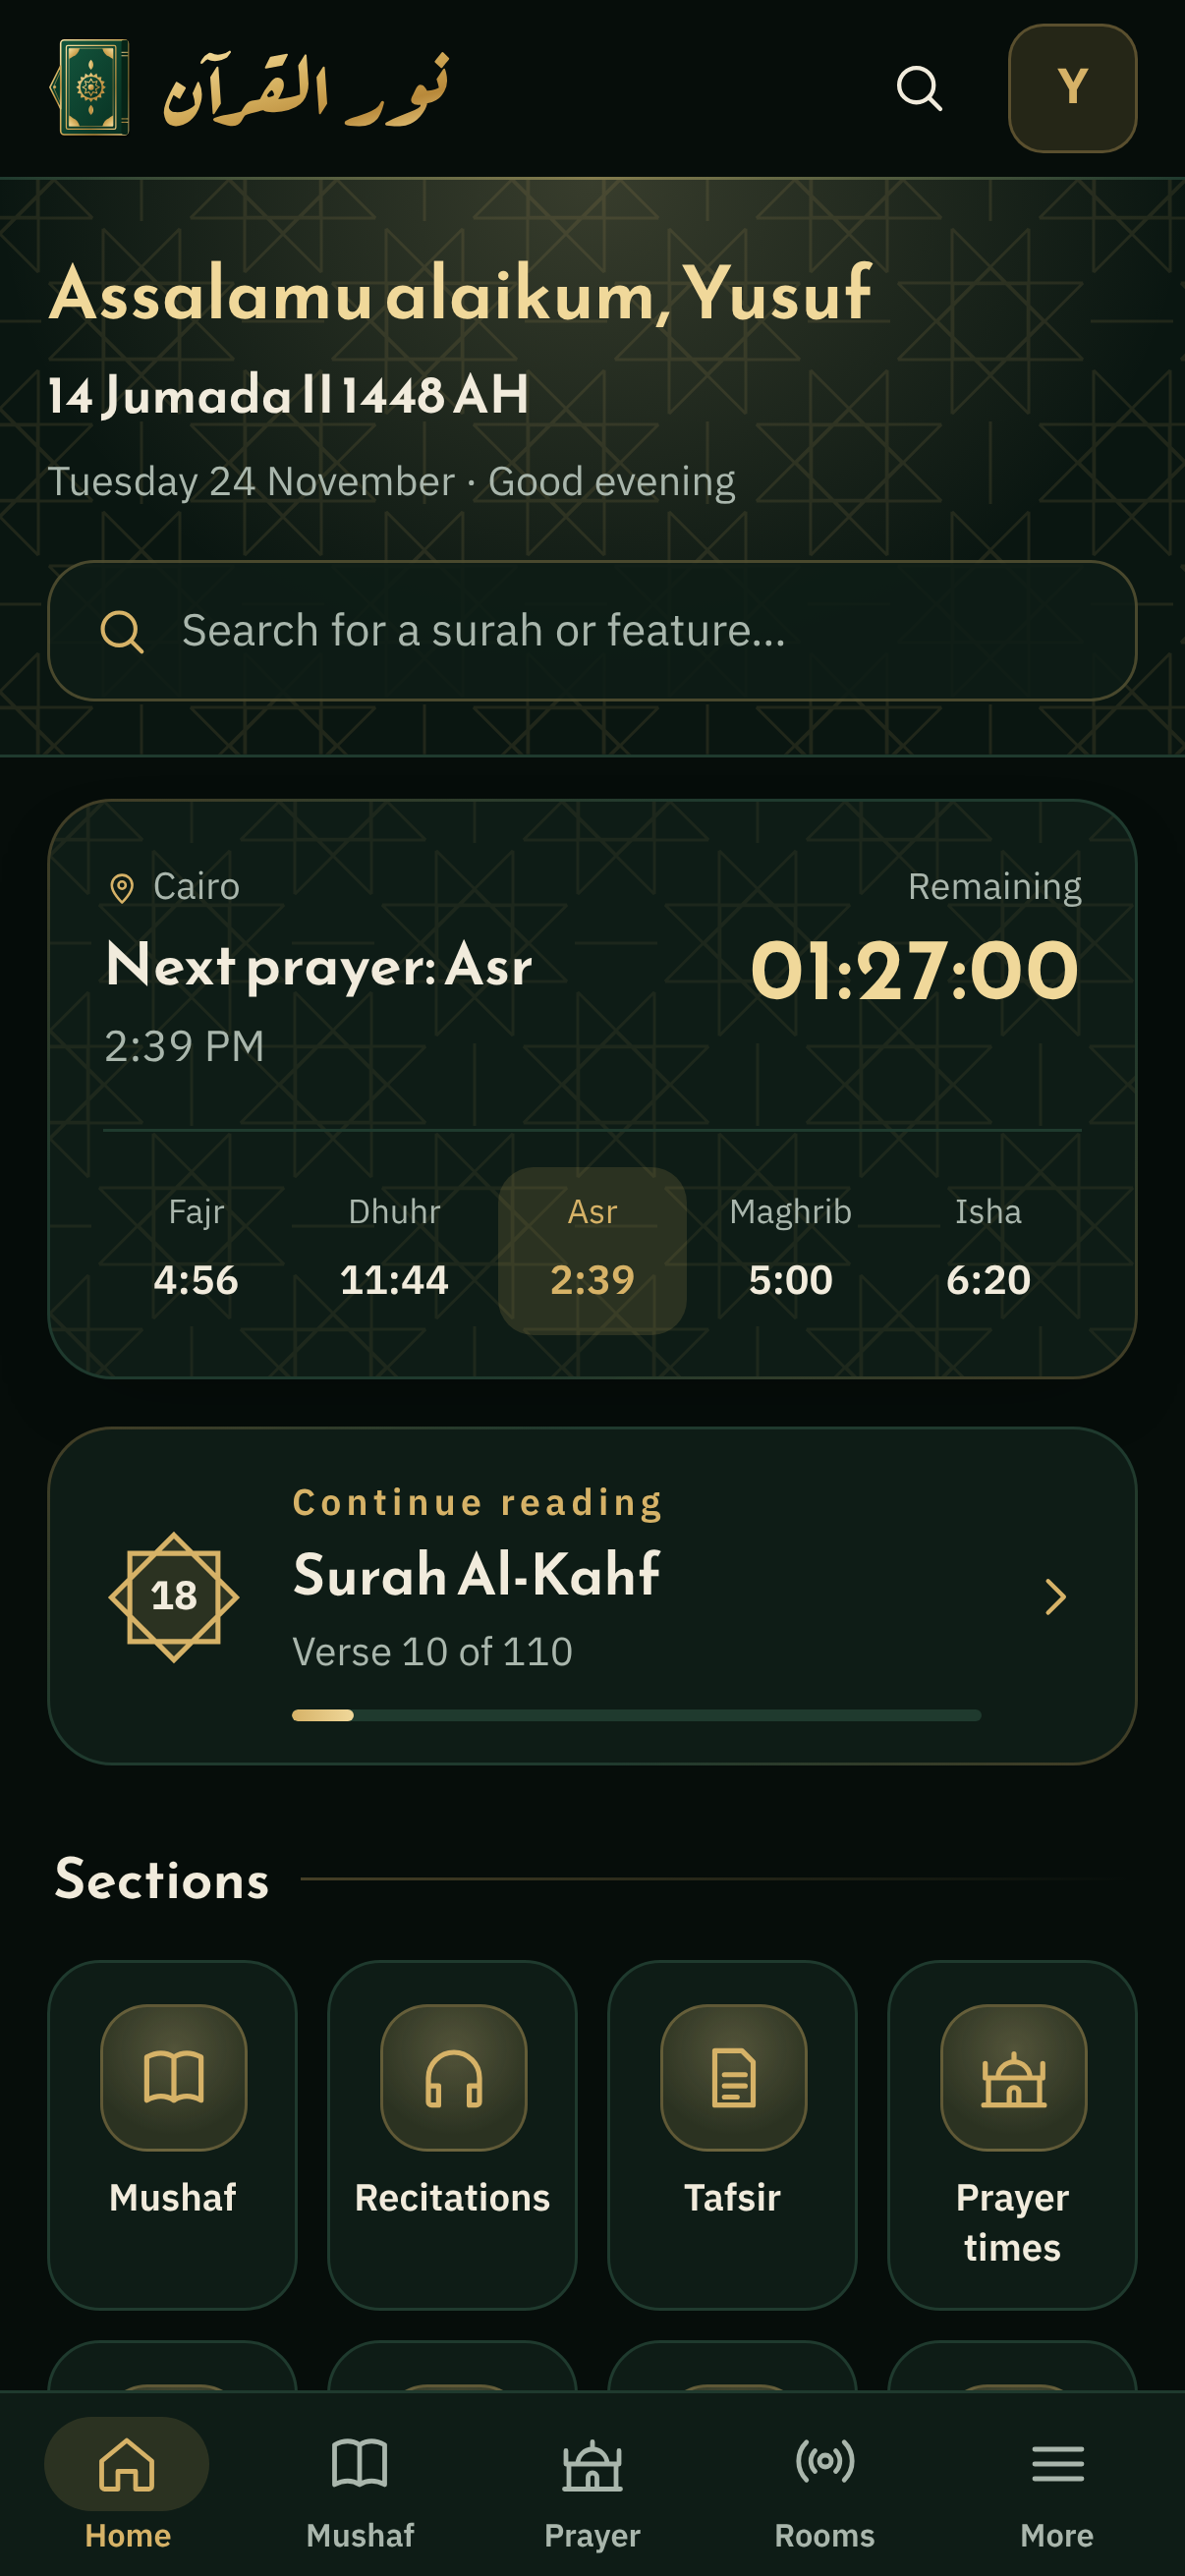 نور القرآن
Y
Assalamu alaikum, Yusuf
14 Jumada II 1448 AH
Tuesday 24 November · Good evening
Search for a surah or feature...
Cairo
Remaining
Next prayer: Asr
01:27:00
2:39 PM
Fajr Dhuhr Asr Maghrib Isha
4:56 11:44 2:39 5:00 6:20
Continue reading
18
Surah Al-Kahf
Verse 10 of 110
Sections
Mushaf Recitations Tafsir Prayer
times
Home Mushaf Prayer Rooms More